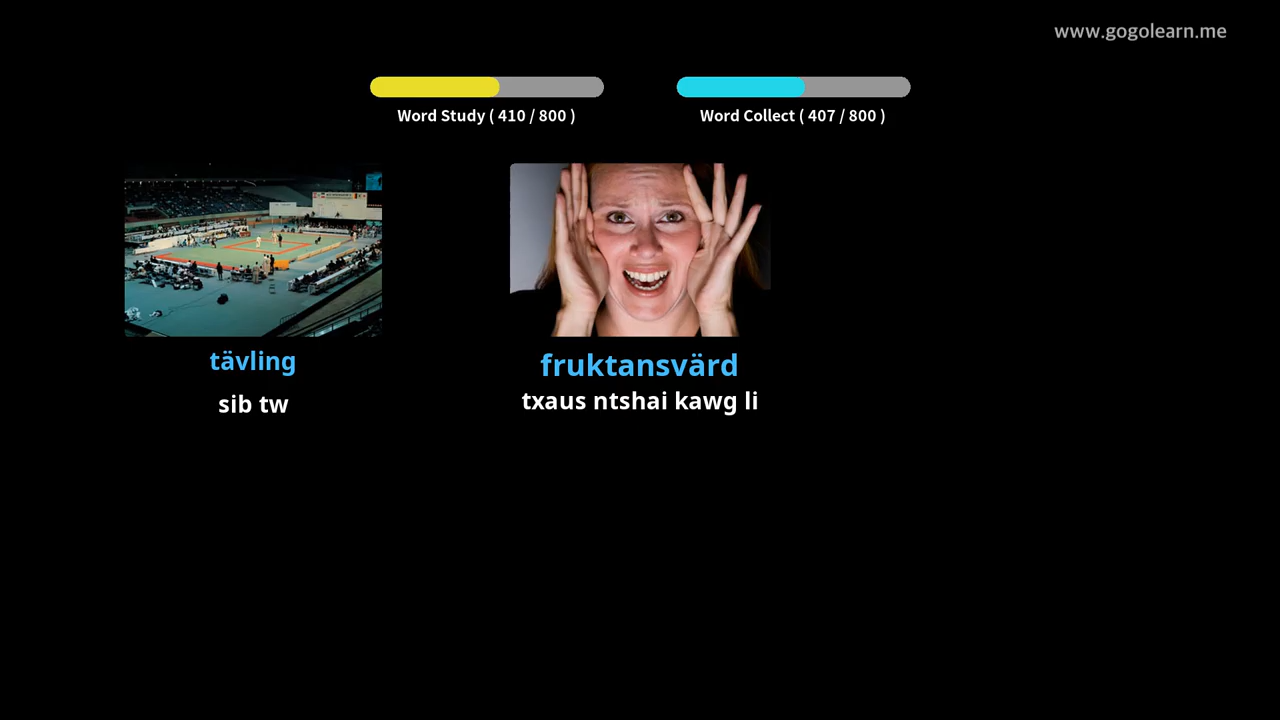 www.gogolearn.me
Word Study ( 410 / 800 )
Word Collect ( 407 / 800 )
tävling
sib tw
fruktansvärd
txaus ntshai kawg li